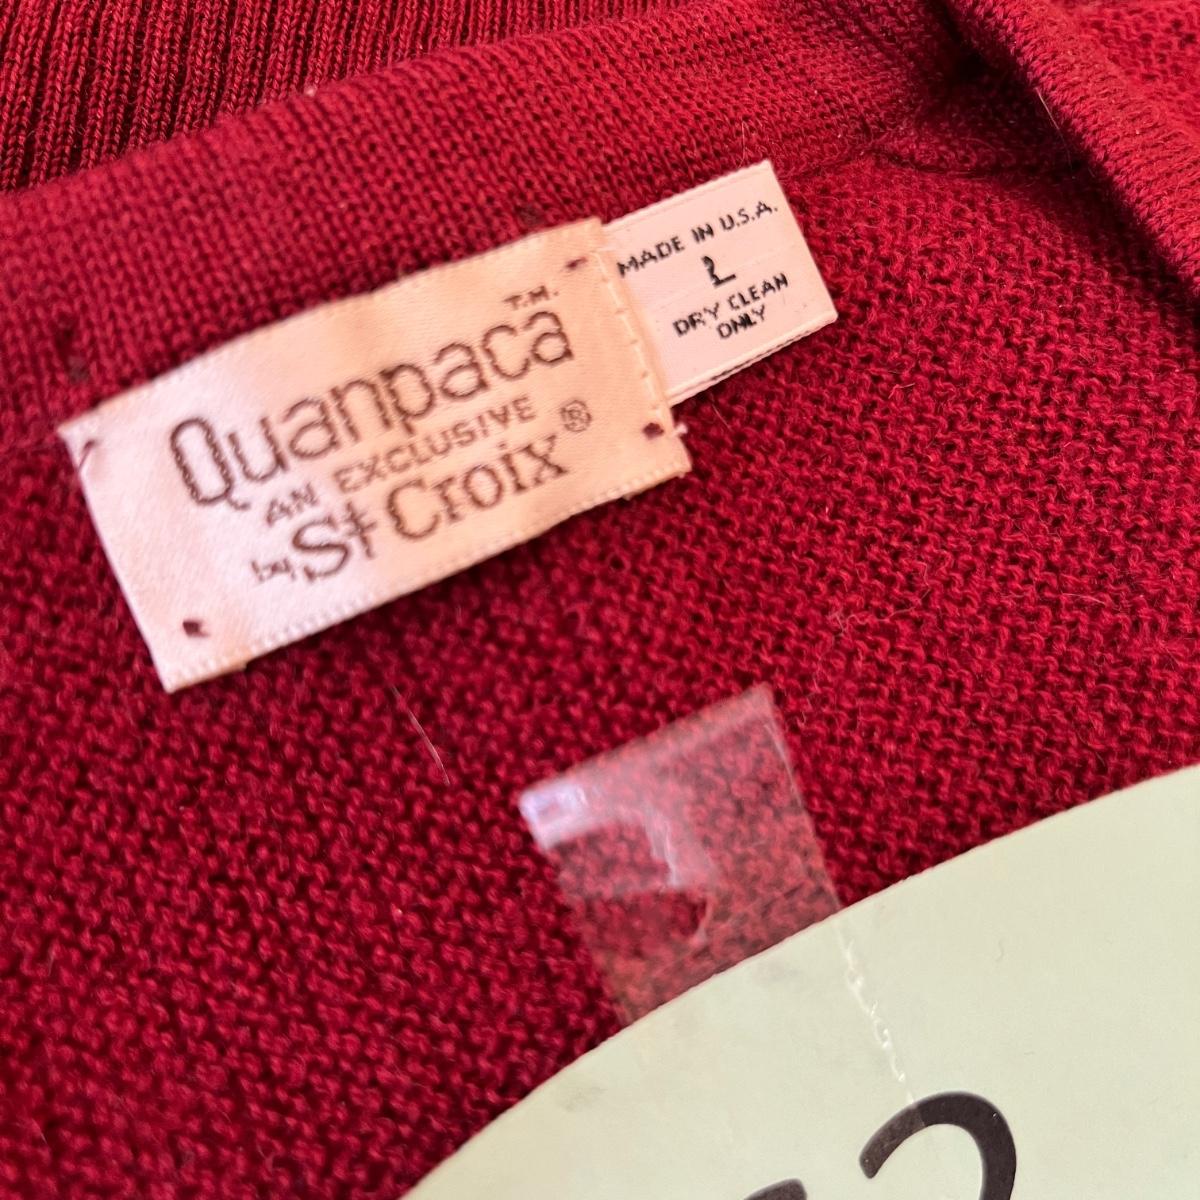 Quanpaca T.M.
AN EXCLUSIVE
by St Croix ®
MADE IN U.S.A.
L
DRY CLEAN
ONLY